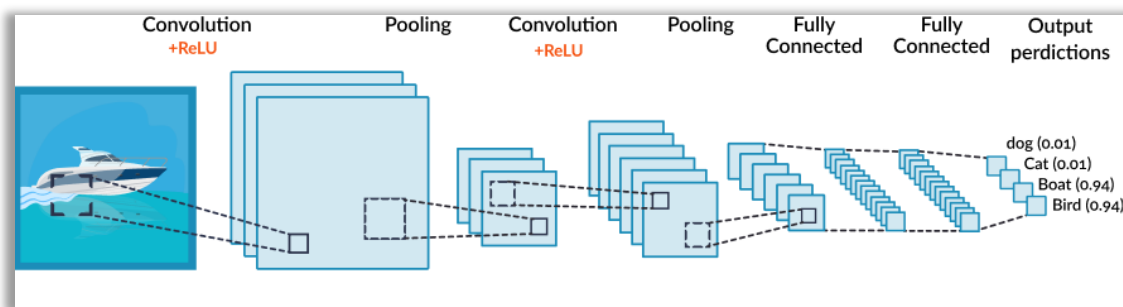 Convolution
+ReLU
Pooling
Convolution
+ReLU
Pooling
Fully
Connected
Fully
Connected
Output
perdictions
dog (0.01)
Cat (0.01)
Boat (0.94)
Bird (0.94)